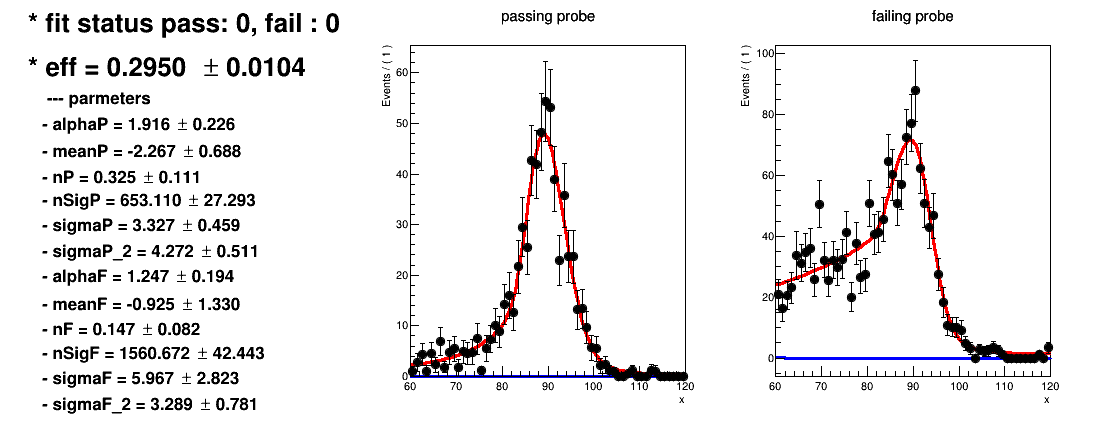 * fit status pass: 0, fail : 0
* eff = 0.2950 ± 0.0104
--- parmeters
- alphaP = 1.916 ± 0.226
- meanP = -2.267 ± 0.688
- nP = 0.325 ± 0.111
- nSigP = 653.110 ± 27.293
- sigmaP = 3.327 ± 0.459
- sigmaP_2 = 4.272 ± 0.511
- alphaF = 1.247 ± 0.194
- meanF = -0.925 ± 1.330
- nF = 0.147 ± 0.082
- nSigF = 1560.672 ± 42.443
- sigmaF = 5.967 ± 2.823
- sigmaF_2 = 3.289 ± 0.781
passing probe
Events / ( 1 )
60
50
40
30
20
10
0
60 70 80 90 100 110 120
x
failing probe
Events / ( 1 )
100
80
60
40
20
0
60 70 80 90 100 110 120
x